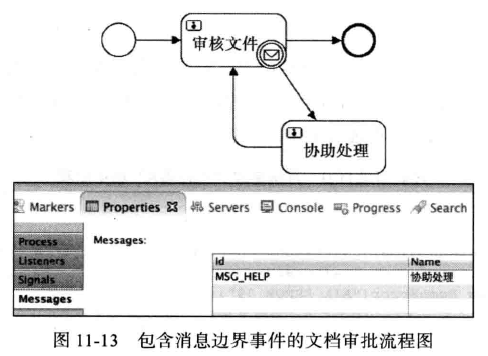 审核文件
协助处理
Markers Properties Servers Console Progress Search
Process
Listeners
Signals
Messages
Messages:
Id Name
MSG_HELP 协助处理
图 11-13 包含消息边界事件的文档审批流程图